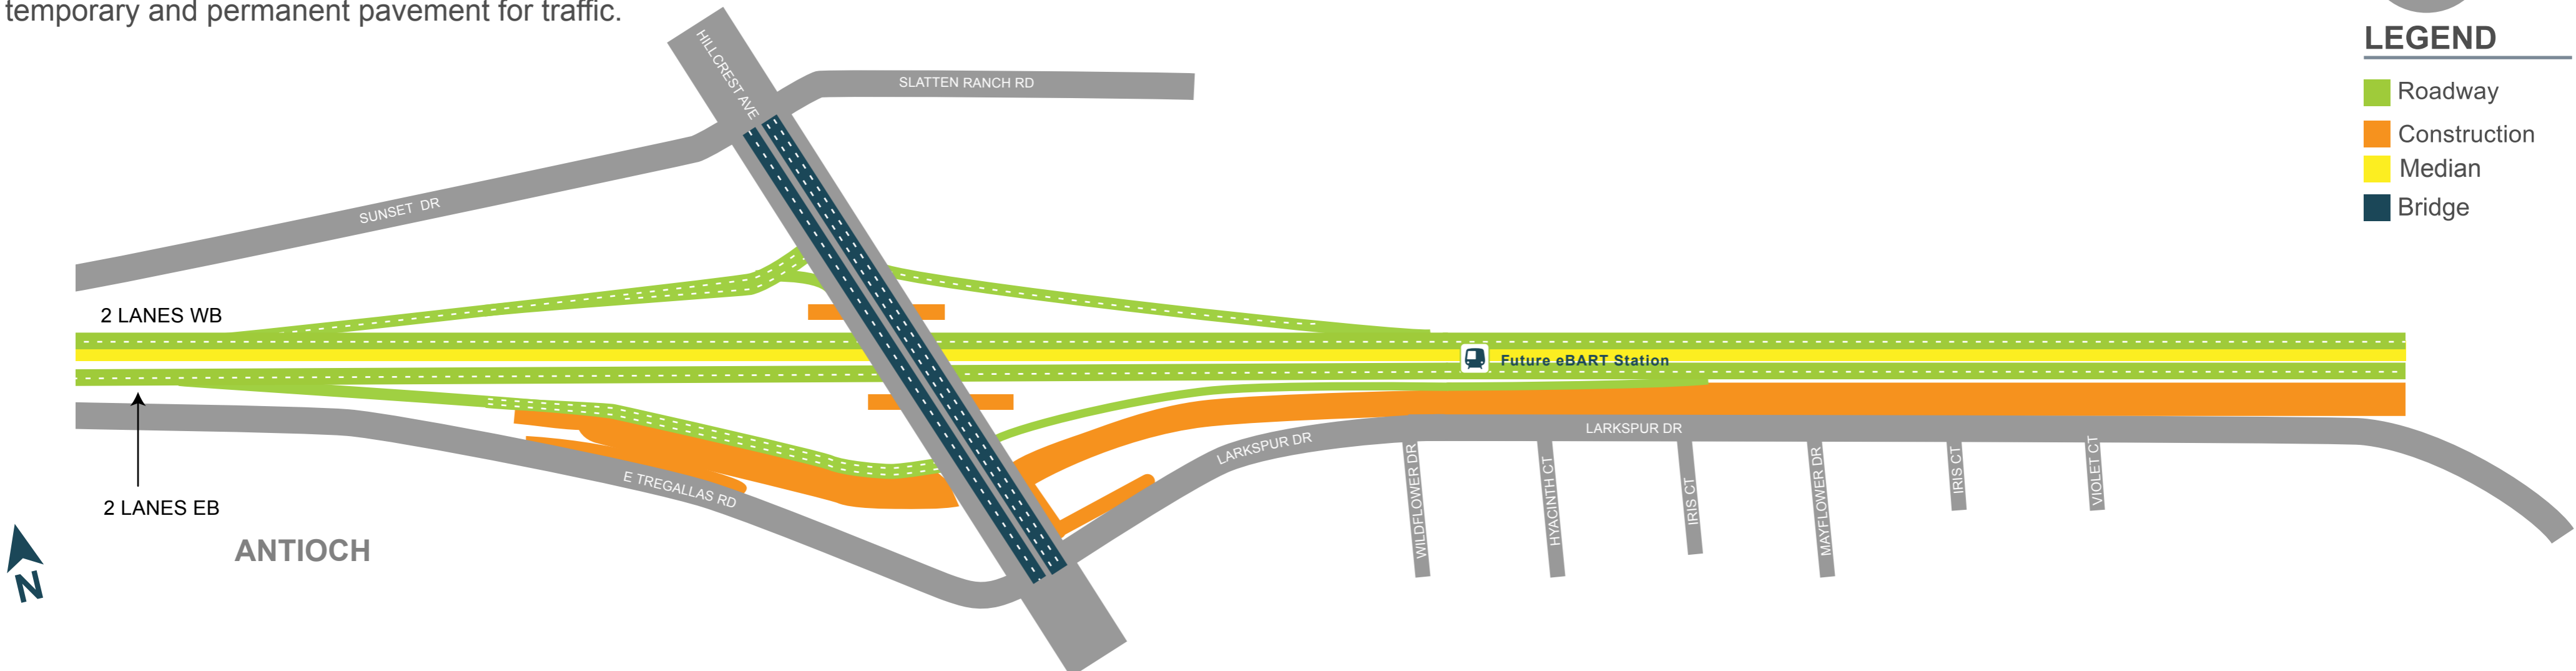 temporary and permanent pavement for traffic.
LEGEND
Roadway
Construction
Median
Bridge
HILLCREST AVE
SLATTEN RANCH RD
SUNSET DR
2 LANES WB
Future eBART Station
LARKSPUR DR
LARKSPUR DR
E TREGALLAS RD
2 LANES EB
ANTIOCH
N
WILDFLOWER DR
HYACINTH CT
IRIS CT
MAYFLOWER DR
IRIS CT
VIOLET CT